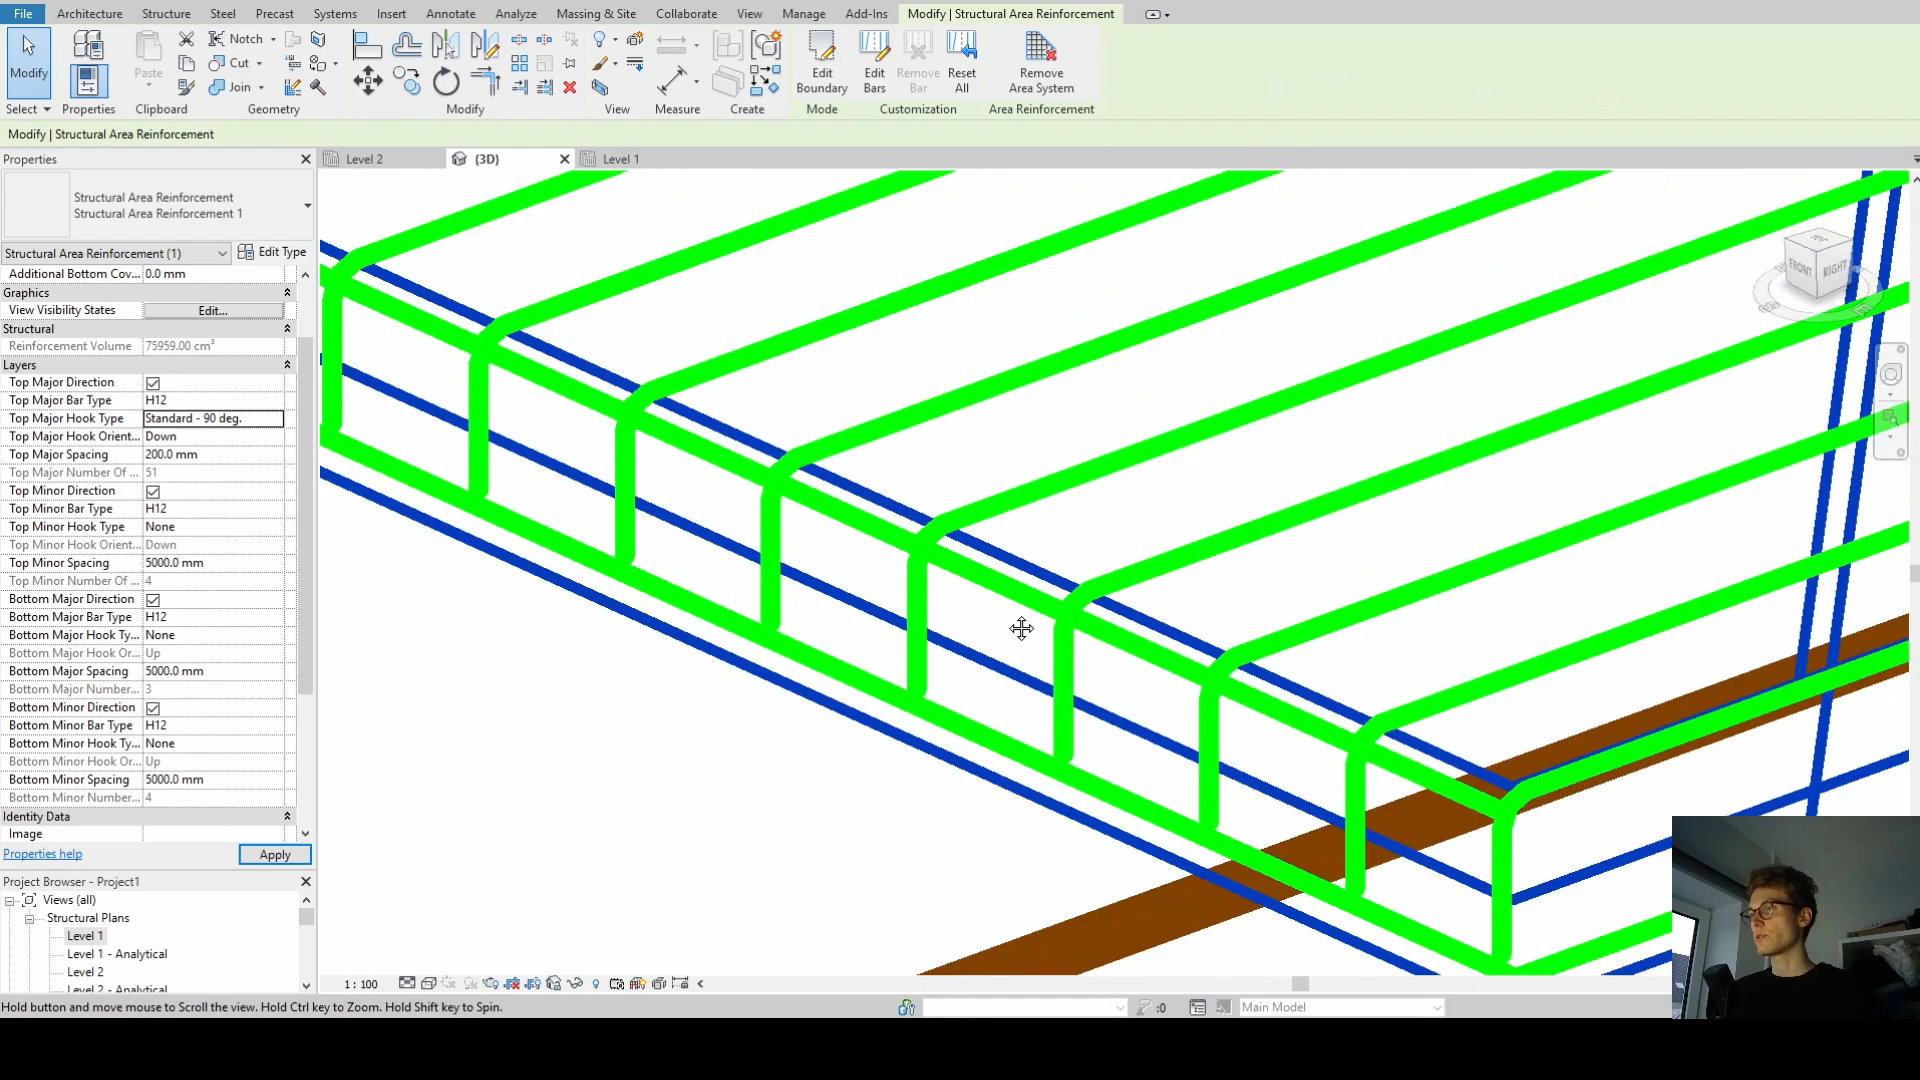 File Architecture Structure Steel Precast Systems Insert Annotate Analyze Massing & Site Collaborate View Manage Add-Ins Modify | Structural Area Reinforcement
Modify Paste Notch Cut Join Edit Boundary Edit Bars Remove Bar Reset All Remove Area System
Select Properties Clipboard Geometry Modify View Measure Create Mode Customization Area Reinforcement
Modify | Structural Area Reinforcement
Properties
Level 2 {3D} Level 1
Structural Area Reinforcement
Structural Area Reinforcement 1
Structural Area Reinforcement (1) Edit Type
Additional Bottom Cov... 0.0 mm
Graphics
View Visibility States Edit...
Structural
Reinforcement Volume 75959.00 cm³
Layers
Top Major Direction
Top Major Bar Type H12
Top Major Hook Type Standard - 90 deg.
Top Major Hook Orient... Down
Top Major Spacing 200.0 mm
Top Major Number Of ... 51
Top Minor Direction
Top Minor Bar Type H12
Top Minor Hook Type None
Top Minor Hook Orient... Down
Top Minor Spacing 5000.0 mm
Top Minor Number Of ... 4
Bottom Major Direction
Bottom Major Bar Type H12
Bottom Major Hook Ty... None
Bottom Major Hook Or... Up
Bottom Major Spacing 5000.0 mm
Bottom Major Number... 3
Bottom Minor Direction
Bottom Minor Bar Type H12
Bottom Minor Hook Ty... None
Bottom Minor Hook Or... Up
Bottom Minor Spacing 5000.0 mm
Bottom Minor Number... 4
Identity Data
Image
Properties help Apply
Project Browser - Project1
Views (all)
Structural Plans
Level 1
Level 1 - Analytical
Level 2
Level 2 - Analytical
FRONT RIGHT
1 : 100
Hold button and move mouse to Scroll the view. Hold Ctrl key to Zoom. Hold Shift key to Spin. :0 Main Model